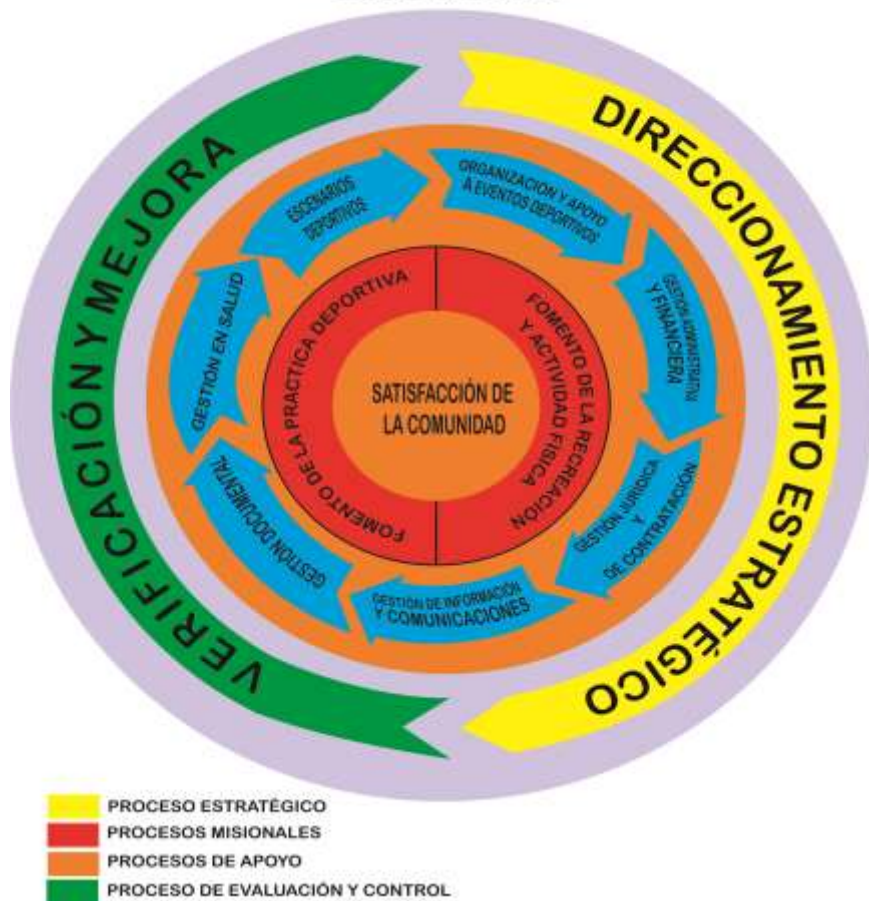 DIRECCIONAMIENTO ESTRATÉGICO
VERIFICACIÓN Y MEJORA
ORGANIZACIÓN Y APOYO
A EVENTOS DEPORTIVOS
GESTIÓN ADMINISTRATIVA
Y FINANCIERA
GESTIÓN JURÍDICA
Y
DE CONTRATACIÓN
GESTIÓN DE INFORMACIÓN
Y COMUNICACIONES
GESTIÓN DOCUMENTAL
GESTIÓN EN SALUD
ESCENARIOS
DEPORTIVOS
FOMENTO DE LA PRACTICA DEPORTIVA
FOMENTO DE LA RECREACIÓN
Y ACTIVIDAD FISICA
SATISFACCIÓN DE
LA COMUNIDAD
PROCESO ESTRATÉGICO
PROCESOS MISIONALES
PROCESOS DE APOYO
PROCESO DE EVALUACIÓN Y CONTROL